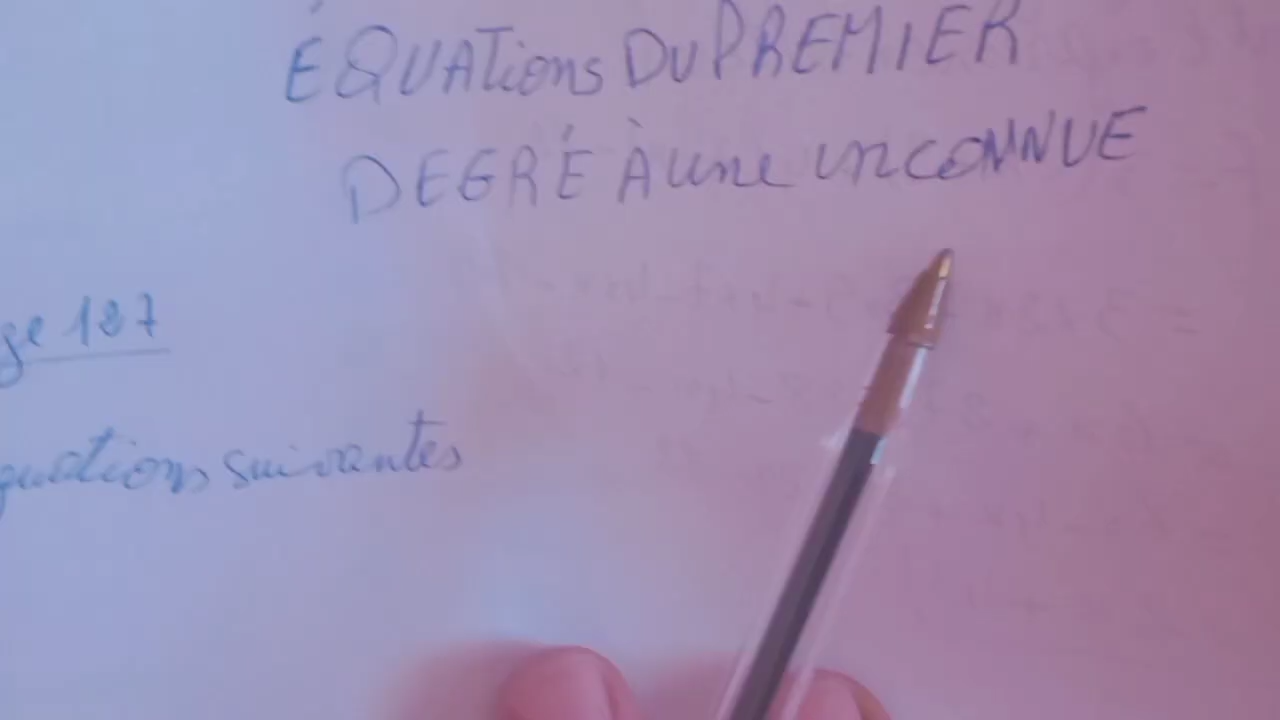 ÉQUATions DU PREMIER
DEGRÉ À une inconnue
ge 187
quations suivantes